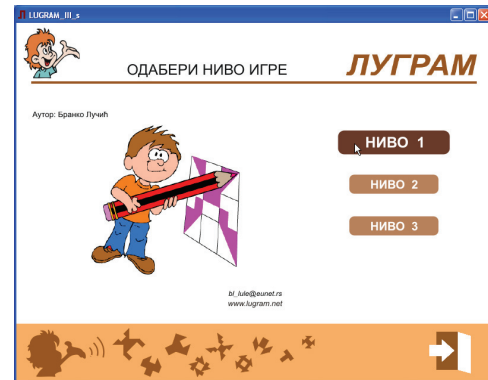 LUGRAM_III_s
ОДАБЕРИ НИВО ИГРЕ
ЛУГРАМ
Аутор: Бранко Лучић
НИВО 1
НИВО 2
НИВО 3
bl_lule@eunet.rs
www.lugram.net